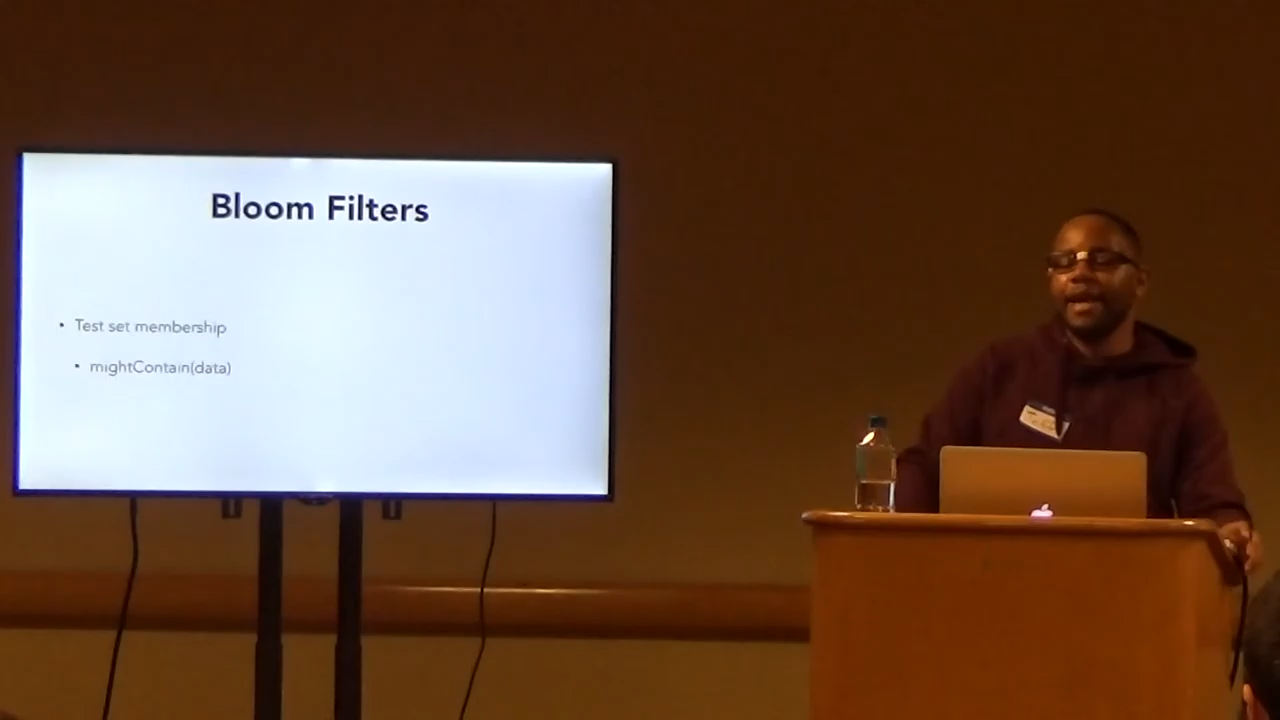 Bloom Filters
• Test set membership
• mightContain(data)